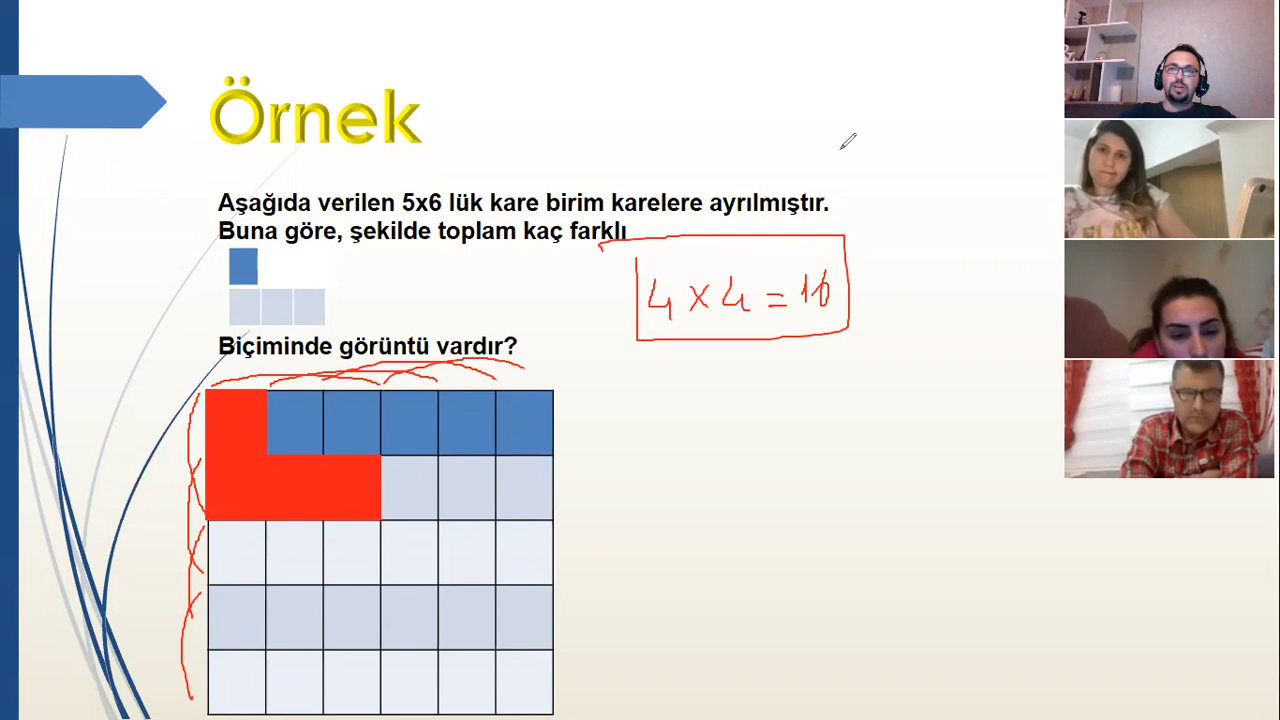 Örnek
Aşağıda verilen 5x6 lük kare birim karelere ayrılmıştır.
Buna göre, şekilde toplam kaç farklı
4 x 4 = 16
Biçiminde görüntü vardır?